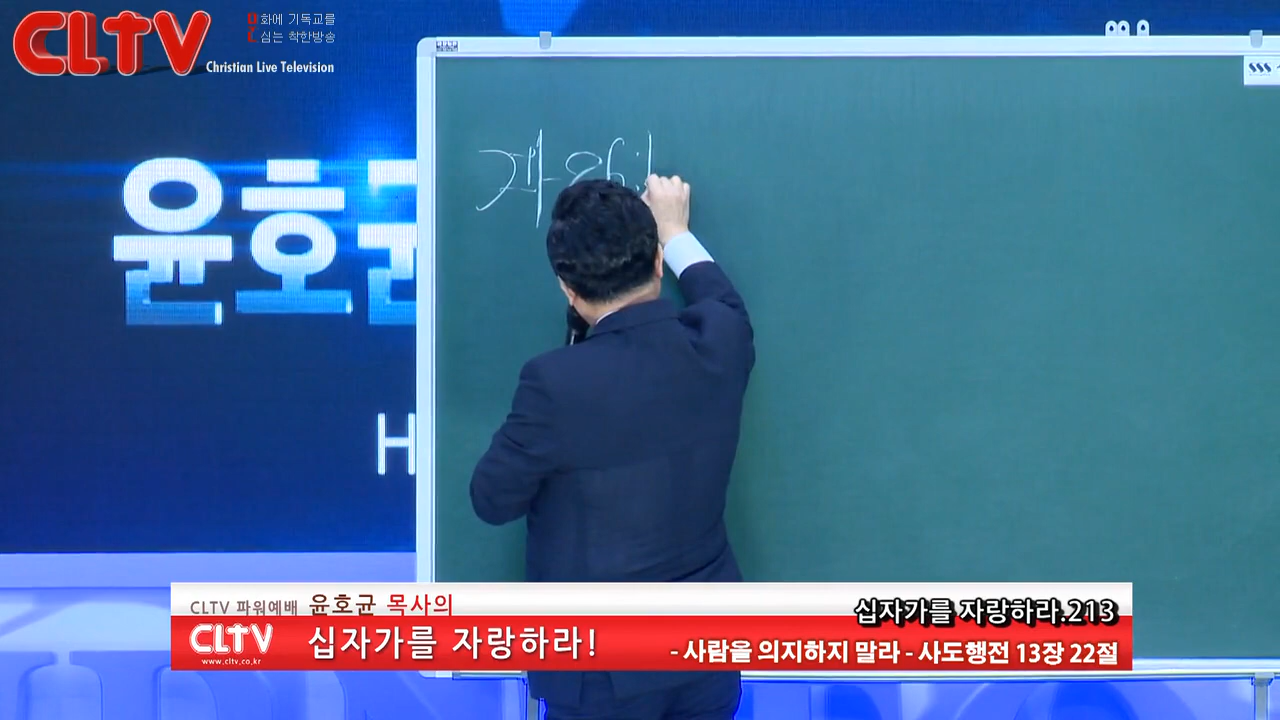 CLTV
문화에 기독교를
심는 착한방송
Christian Live Television
윤호균
H
CLTV 파워예배 윤호균 목사의
십자가를 자랑하라.213
CLTV
www.cltv.co.kr
십자가를 자랑하라!
- 사람을 의지하지 말라 - 사도행전 13장 22절